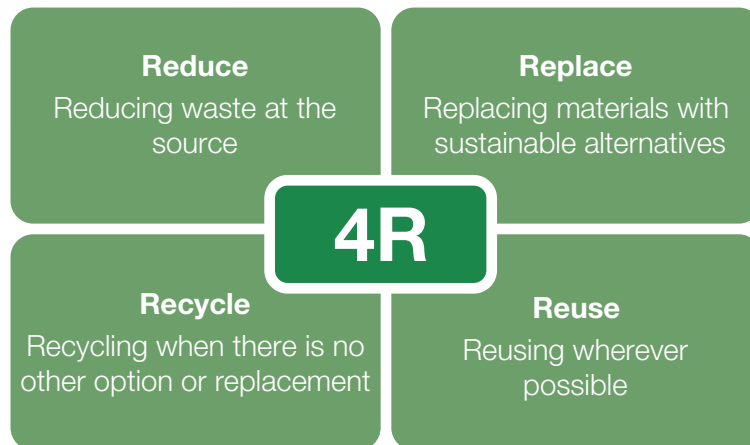 Reduce
Reducing waste at the
source
Replace
Replacing materials with
sustainable alternatives
4R
Recycle
Recycling when there is no
other option or replacement
Reuse
Reusing wherever
possible